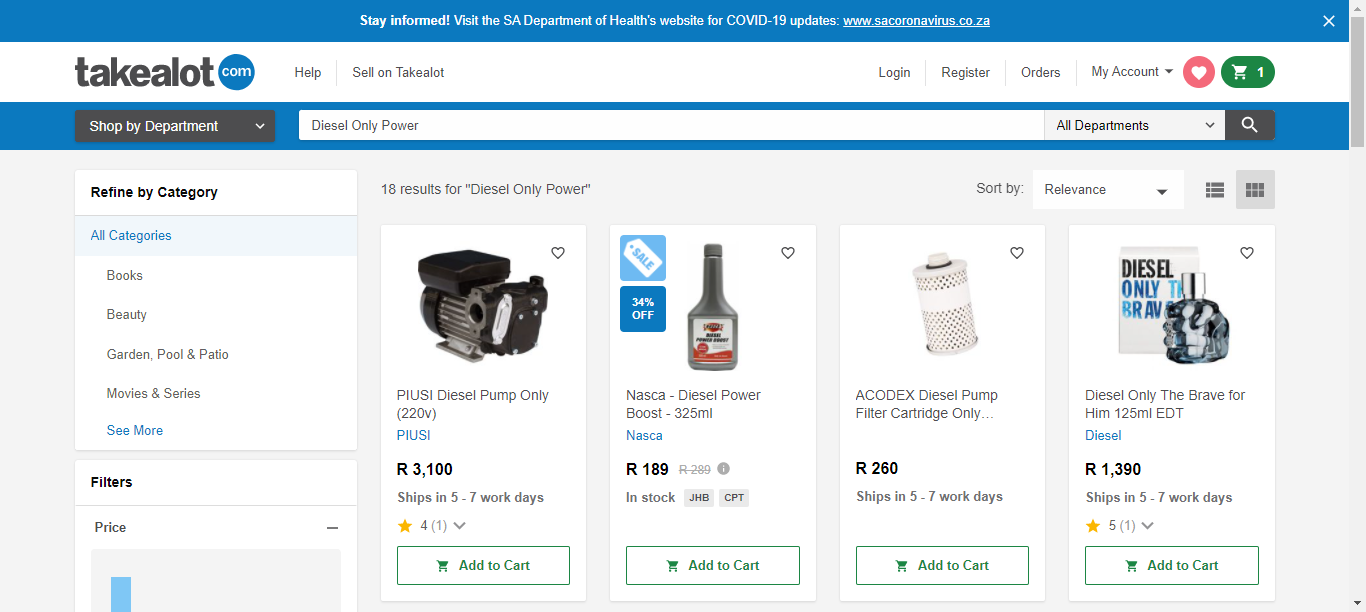 Stay informed! Visit the SA Department of Health's website for COVID-19 updates: www.sacoronavirus.co.za
takealot com
Help
Sell on Takealot
Login
Register
Orders
My Account
1
Shop by Department
Diesel Only Power
All Departments
Refine by Category
All Categories
Books
Beauty
Garden, Pool & Patio
Movies & Series
See More
Filters
Price
18 results for "Diesel Only Power"
Sort by:
Relevance
PIUSI Diesel Pump Only
(220v)
PIUSI
R 3,100
Ships in 5 - 7 work days
4 (1)
Add to Cart
SALE
34%
OFF
DIESEL
POWER BOOST
Nasca - Diesel Power
Boost - 325ml
Nasca
R 189 R 289
In stock JHB CPT
Add to Cart
ACODEX Diesel Pump
Filter Cartridge Only…
R 260
Ships in 5 - 7 work days
Add to Cart
DIESEL
ONLY TH
BRAV
Diesel Only The Brave for
Him 125ml EDT
Diesel
R 1,390
Ships in 5 - 7 work days
5 (1)
Add to Cart